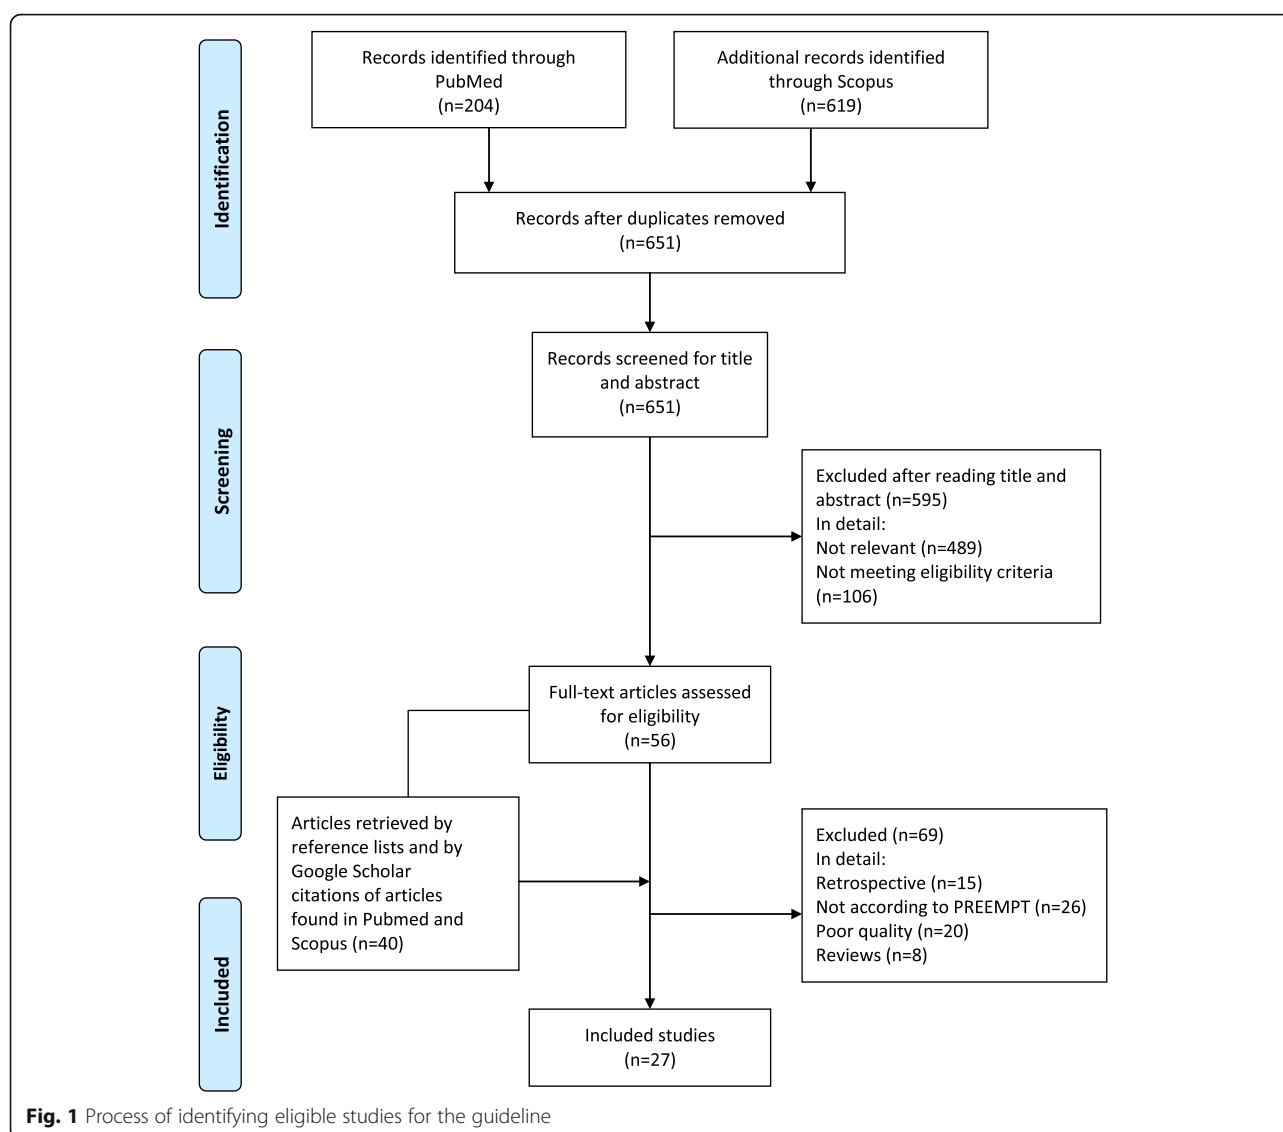 Identification
Records identified through
PubMed
(n=204)
Additional records identified
through Scopus
(n=619)
Records after duplicates removed
(n=651)
Screening
Records screened for title
and abstract
(n=651)
Excluded after reading title and
abstract (n=595)
In detail:
Not relevant (n=489)
Not meeting eligibility criteria
(n=106)
Eligibility
Full-text articles assessed
for eligibility
(n=56)
Articles retrieved by
reference lists and by
Google Scholar
citations of articles
found in Pubmed and
Scopus (n=40)
Excluded (n=69)
In detail:
Retrospective (n=15)
Not according to PREEMPT (n=26)
Poor quality (n=20)
Reviews (n=8)
Included
Included studies
(n=27)
Fig. 1 Process of identifying eligible studies for the guideline